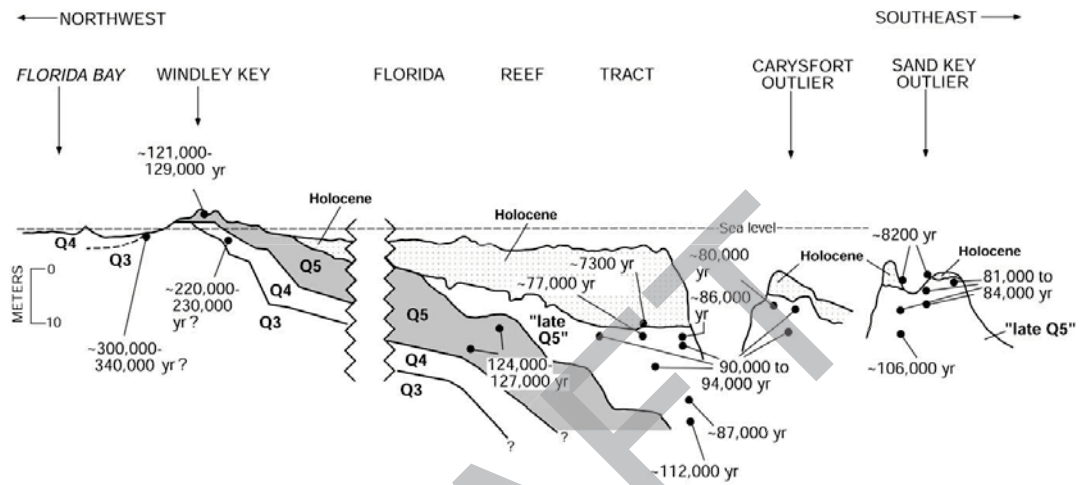 NORTHWEST
SOUTHEAST
FLORIDA BAY
WINDLEY KEY
FLORIDA REEF TRACT
CARYSFORT
OUTLIER
SAND KEY
OUTLIER
~121,000-
129,000 yr
Holocene
Holocene
Sea level
~8200 yr
Q4
Q3
Q5
~7300 yr
~80,000
yr
Holocene
Holocene
METERS
0
10
~220,000-
230,000
yr ?
Q4
Q3
~77,000 yr
~86,000
yr
81,000 to
84,000 yr
Q5
"late
Q5"
"late Q5"
~300,000-
340,000 yr ?
Q4
Q3
124,000-
127,000 yr
90,000 to
94,000 yr
~106,000 yr
?
?
~87,000 yr
~112,000 yr
DRAFT